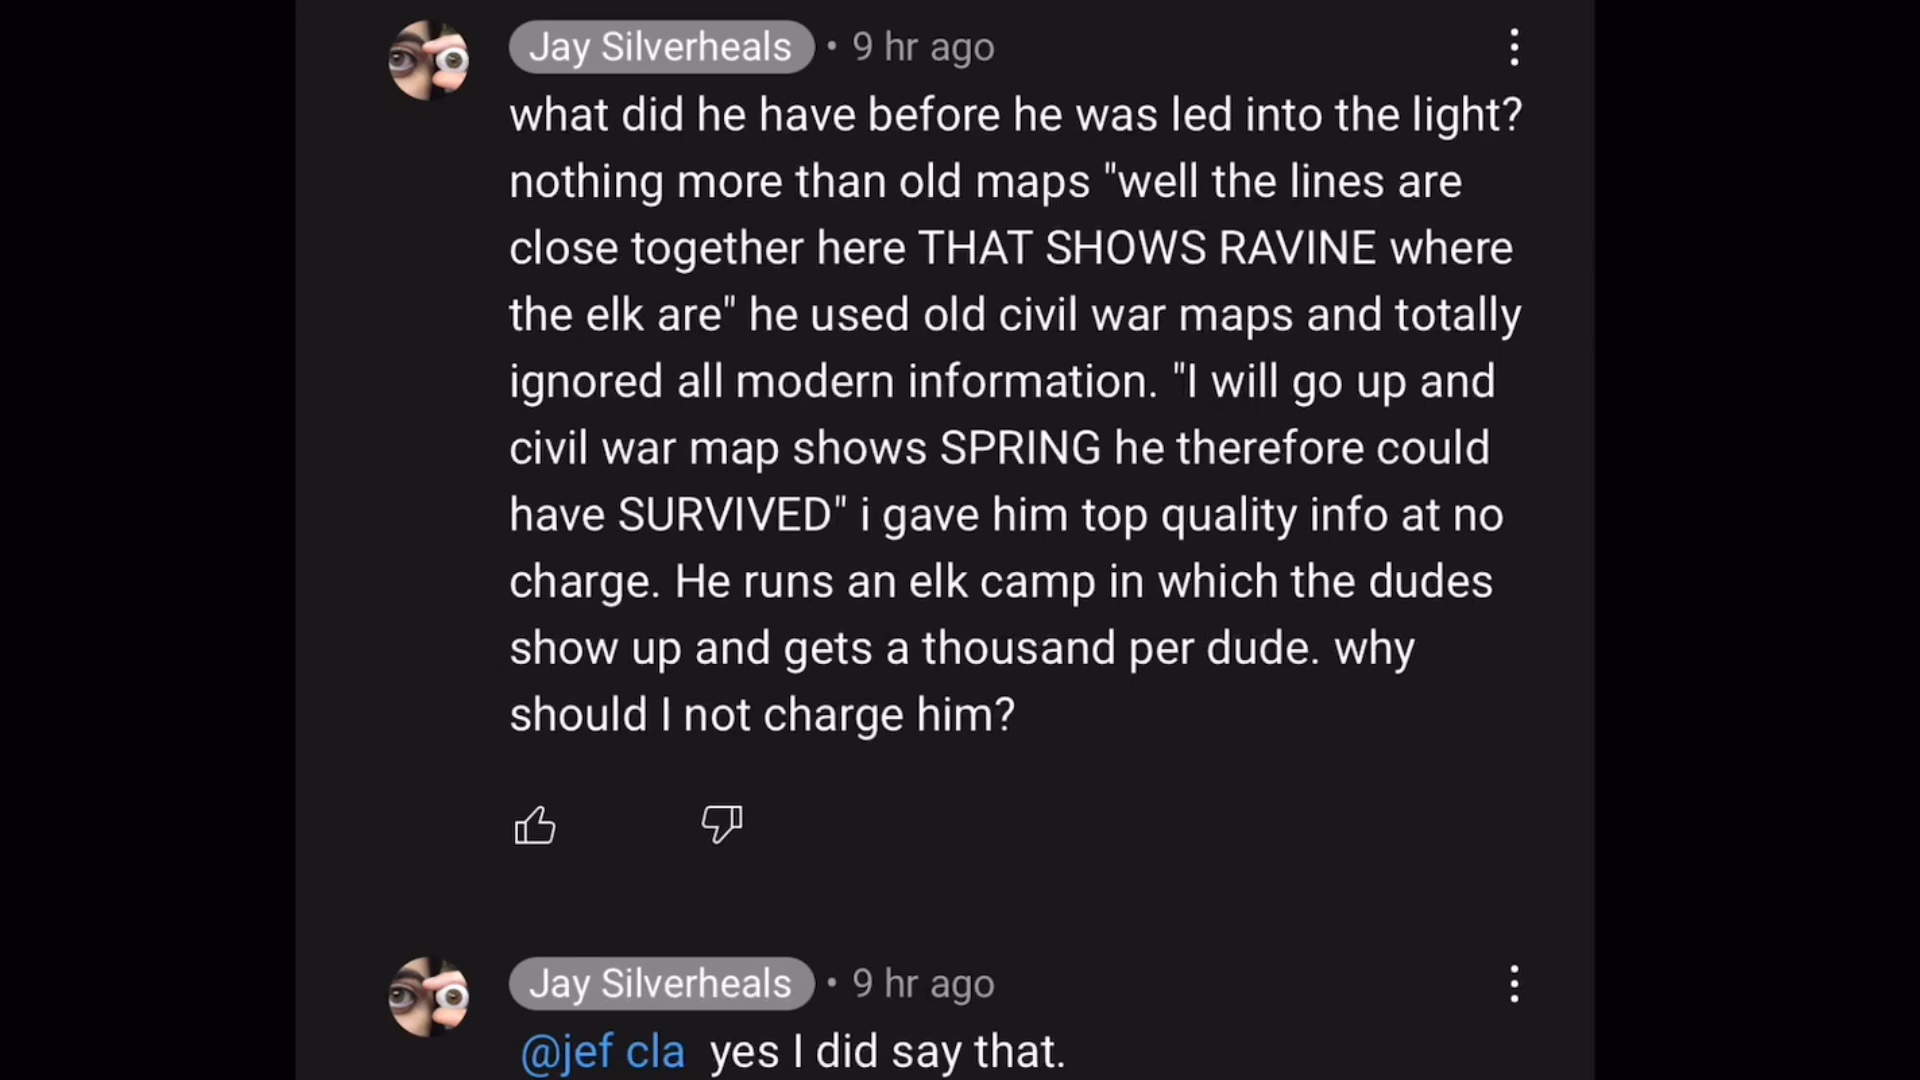 Jay Silverheals • 9 hr ago
what did he have before he was led into the light?
nothing more than old maps "well the lines are
close together here THAT SHOWS RAVINE where
the elk are" he used old civil war maps and totally
ignored all modern information. "I will go up and
civil war map shows SPRING he therefore could
have SURVIVED" i gave him top quality info at no
charge. He runs an elk camp in which the dudes
show up and gets a thousand per dude. why
should I not charge him?
Jay Silverheals • 9 hr ago
@jef cla yes I did say that.